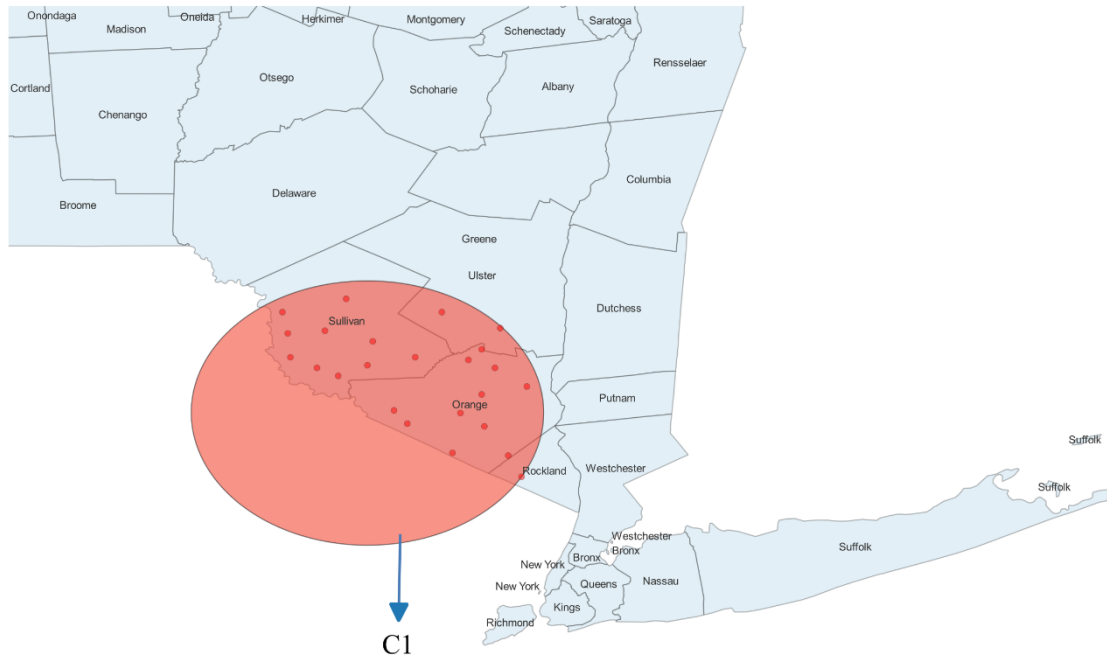 Onondaga
Madison
Oneida
Herkimer
Montgomery
Saratoga
Schenectady
Rensselaer
Cortland
Chenango
Otsego
Schoharie
Albany
Broome
Delaware
Columbia
Greene
Ulster
Dutchess
Sullivan
Orange
Putnam
Rockland
Westchester
Suffolk
Suffolk
Westchester
Bronx
Bronx
New York
Suffolk
New York
Queens
Nassau
Kings
Richmond
C1